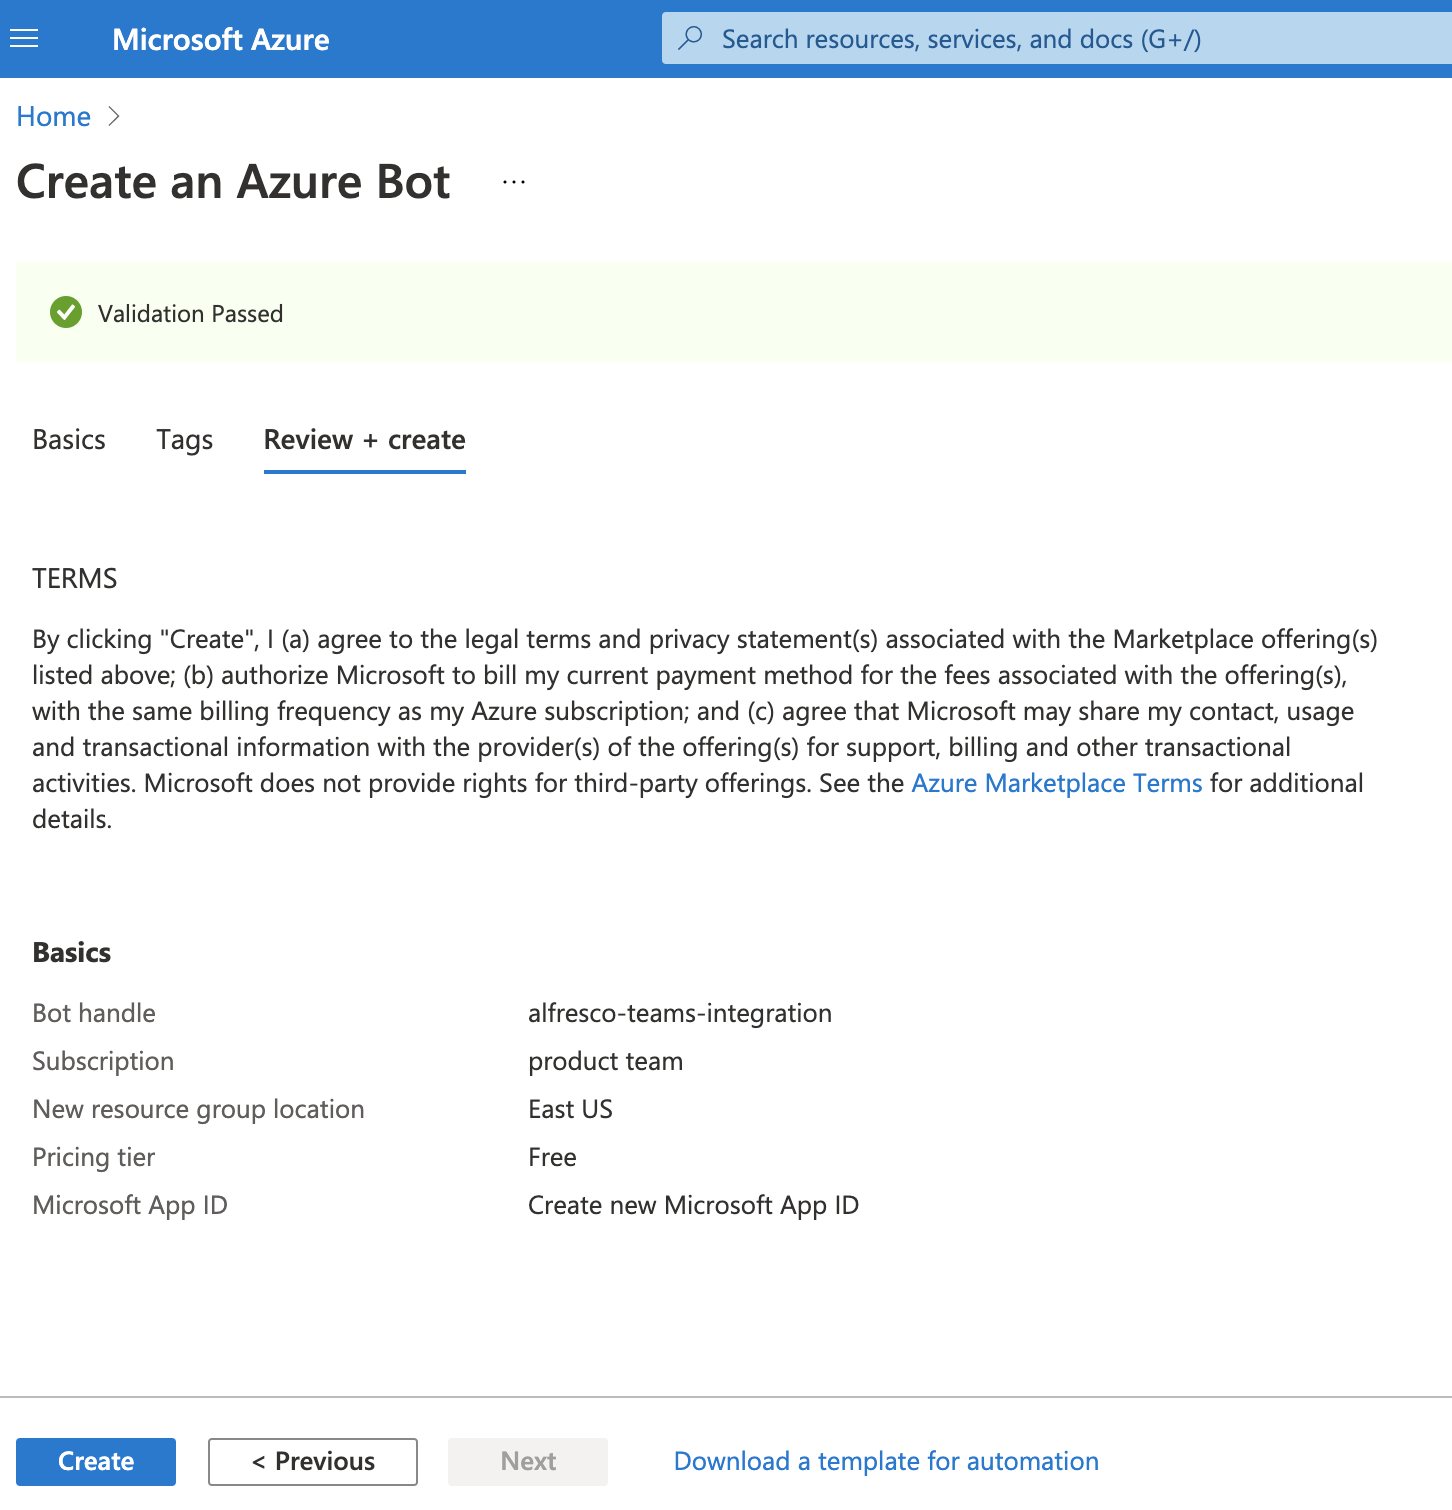 Microsoft Azure
Search resources, services, and docs (G+/)
Home
Create an Azure Bot ...
Validation Passed
Basics Tags Review + create
TERMS
By clicking "Create", I (a) agree to the legal terms and privacy statement(s) associated with the Marketplace offering(s)
listed above; (b) authorize Microsoft to bill my current payment method for the fees associated with the offering(s),
with the same billing frequency as my Azure subscription; and (c) agree that Microsoft may share my contact, usage
and transactional information with the provider(s) of the offering(s) for support, billing and other transactional
activities. Microsoft does not provide rights for third-party offerings. See the Azure Marketplace Terms for additional
details.
Basics
Bot handle alfresco-teams-integration
Subscription product team
New resource group location East US
Pricing tier Free
Microsoft App ID Create new Microsoft App ID
Create < Previous Next Download a template for automation